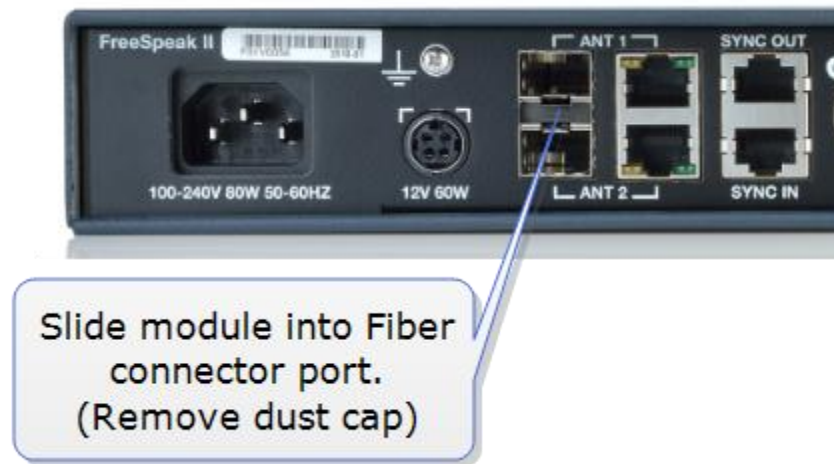 FreeSpeak II
ANT 1
SYNC OUT
100-240V 80W 50-60HZ
12V 60W
ANT 2
SYNC IN
Slide module into Fiber
connector port.
(Remove dust cap)